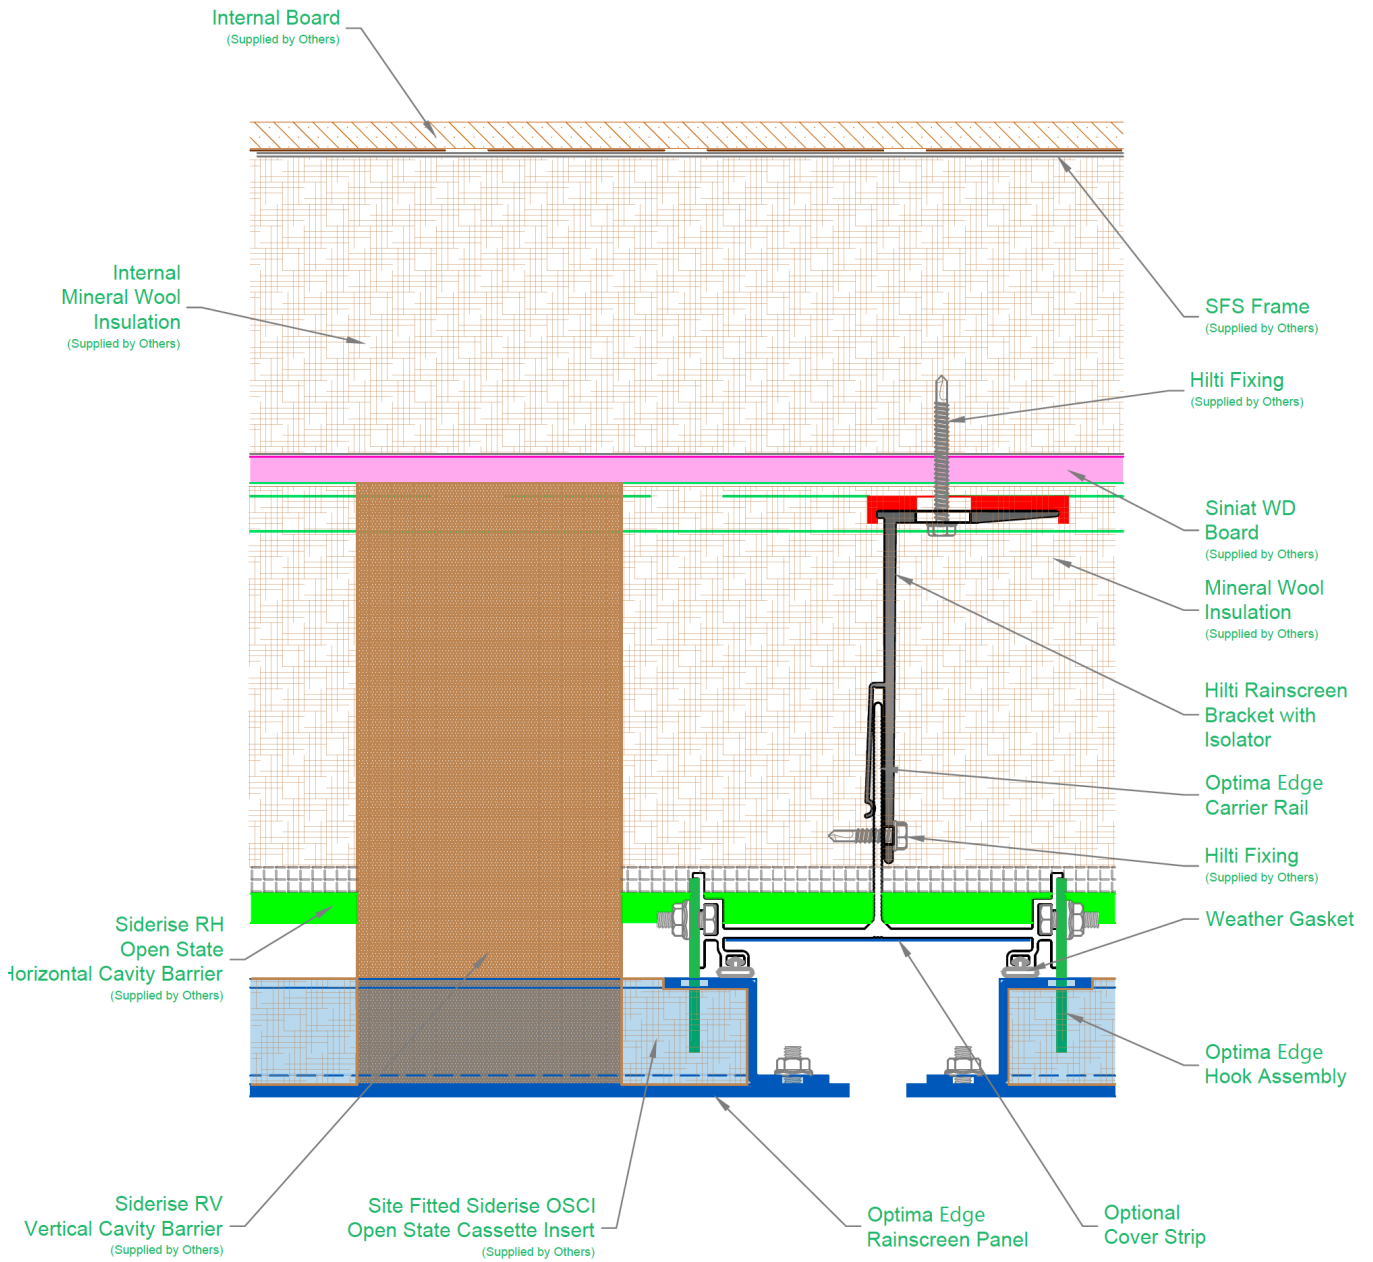 Internal Board
(Supplied by Others)
Internal
Mineral Wool
Insulation
(Supplied by Others)
SFS Frame
(Supplied by Others)
Hilti Fixing
(Supplied by Others)
Siniat WD
Board
(Supplied by Others)
Mineral Wool
Insulation
(Supplied by Others)
Hilti Rainscreen
Bracket with
Isolator
Optima Edge
Carrier Rail
Hilti Fixing
(Supplied by Others)
Weather Gasket
Siderise RH
Open State
Horizontal Cavity Barrier
(Supplied by Others)
Optima Edge
Hook Assembly
Siderise RV
Vertical Cavity Barrier
(Supplied by Others)
Site Fitted Siderise OSCI
Open State Cassette Insert
(Supplied by Others)
Optima Edge
Rainscreen Panel
Optional
Cover Strip